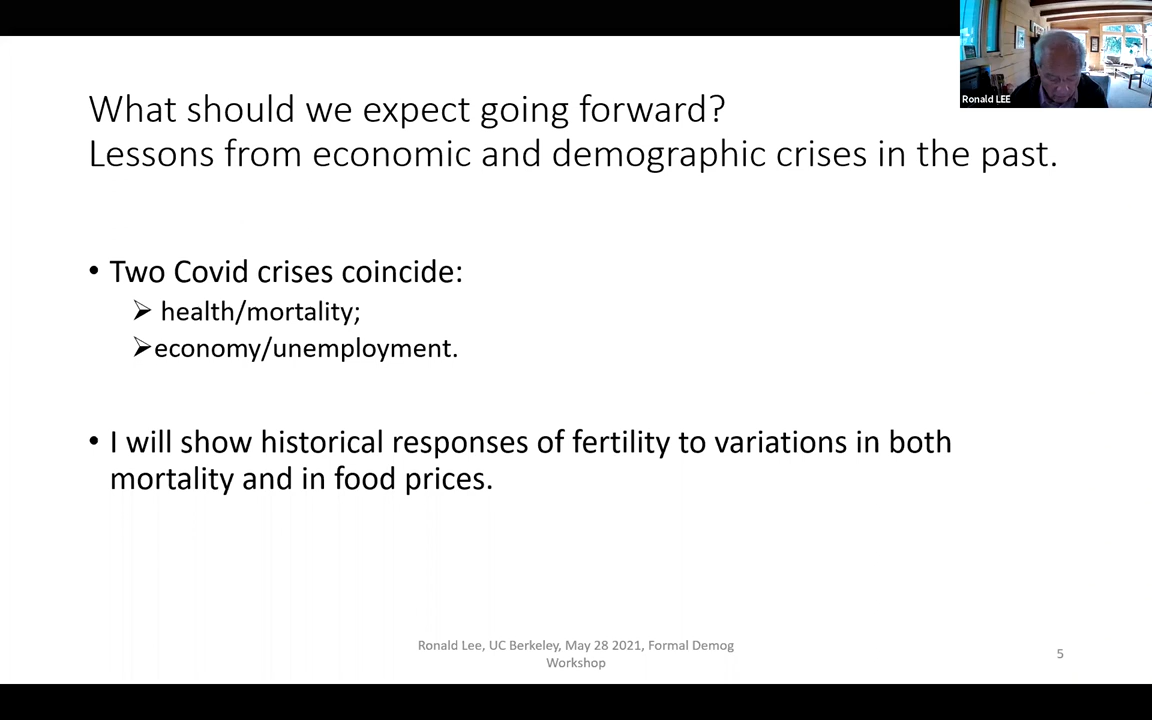 Ronald LEE
What should we expect going forward?
Lessons from economic and demographic crises in the past.
• Two Covid crises coincide:
➢ health/mortality;
➢economy/unemployment.
• I will show historical responses of fertility to variations in both
mortality and in food prices.
Ronald Lee, UC Berkeley, May 28 2021, Formal Demog
Workshop
5